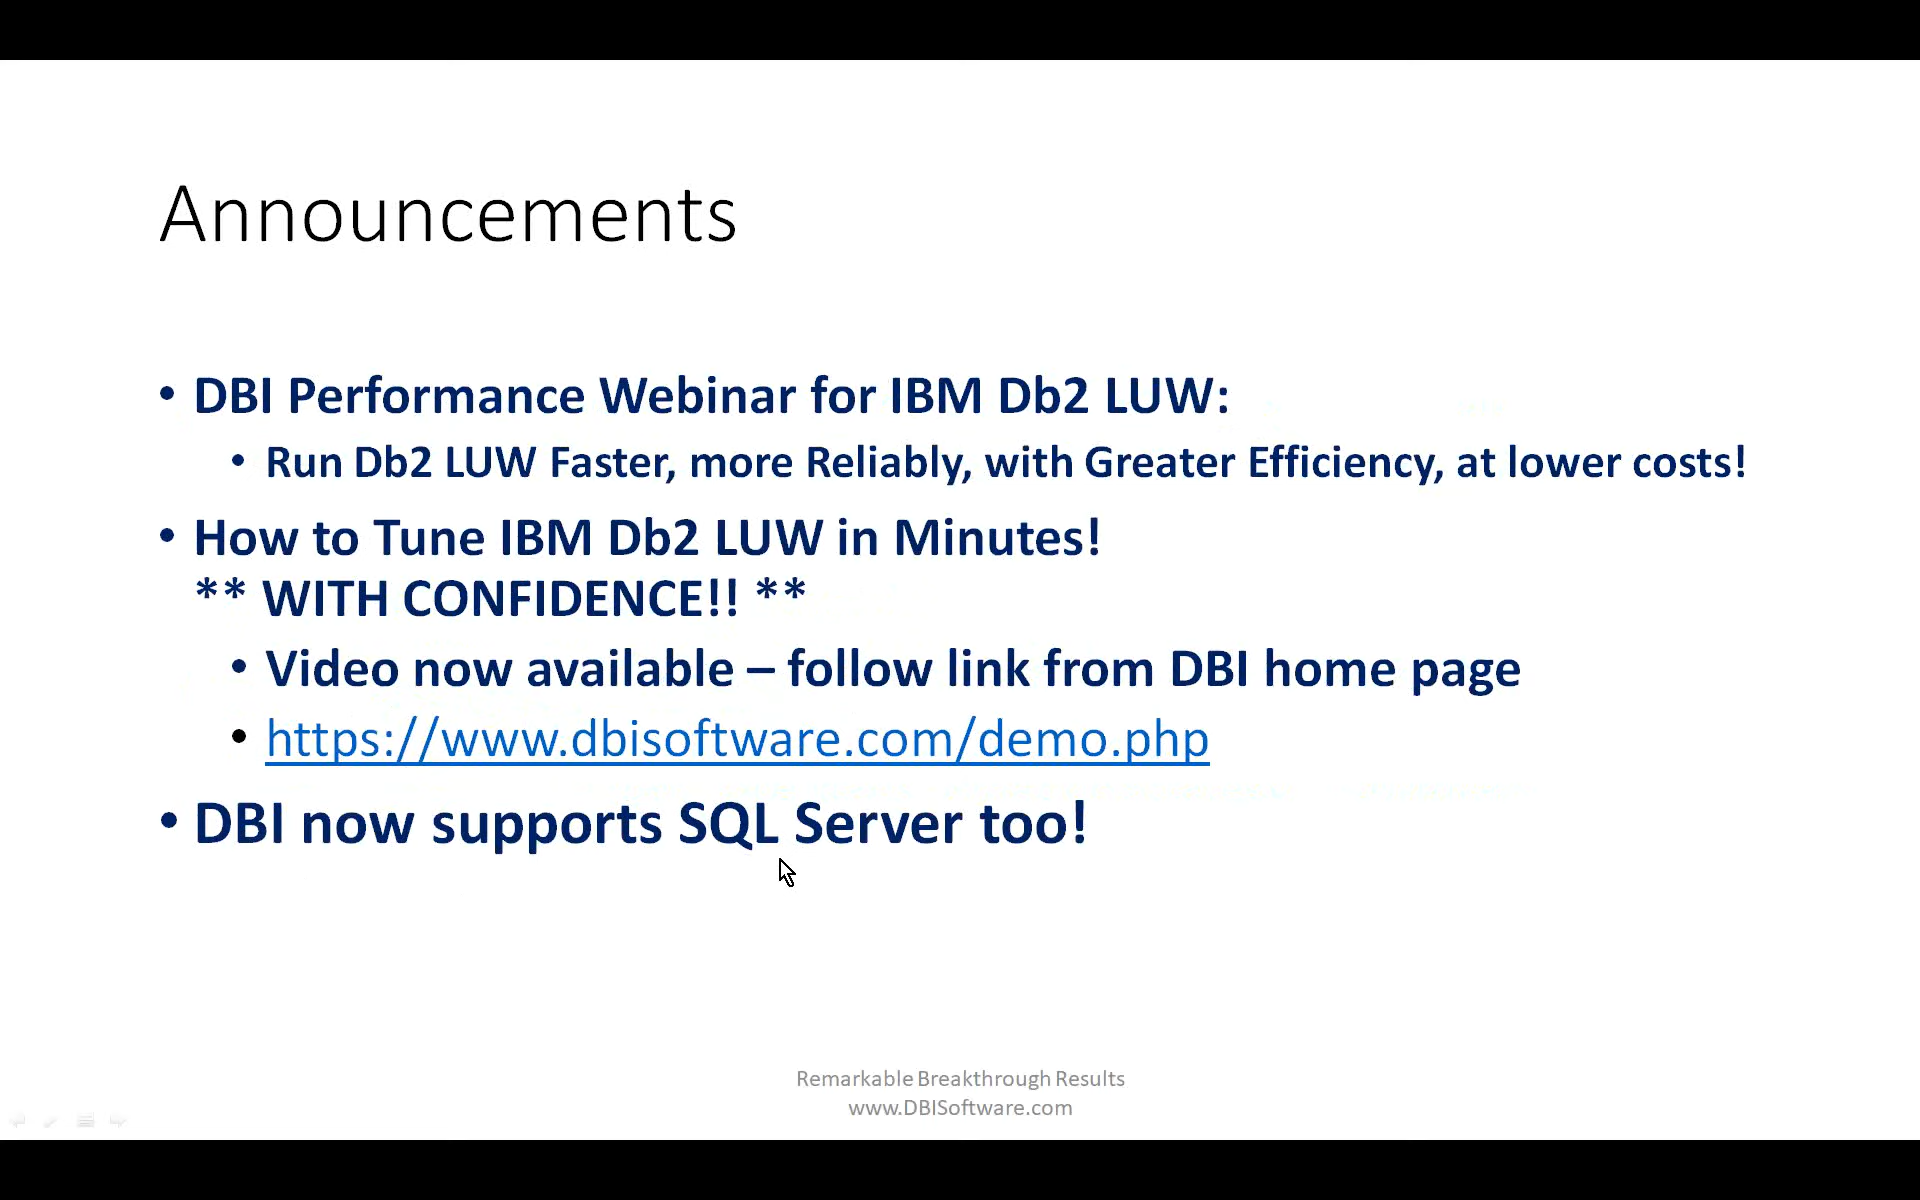 Announcements
• DBI Performance Webinar for IBM Db2 LUW:
• Run Db2 LUW Faster, more Reliably, with Greater Efficiency, at lower costs!
• How to Tune IBM Db2 LUW in Minutes!
** WITH CONFIDENCE!! **
• Video now available – follow link from DBI home page
• https://www.dbisoftware.com/demo.php
• DBI now supports SQL Server too!
Remarkable Breakthrough Results
www.DBISoftware.com